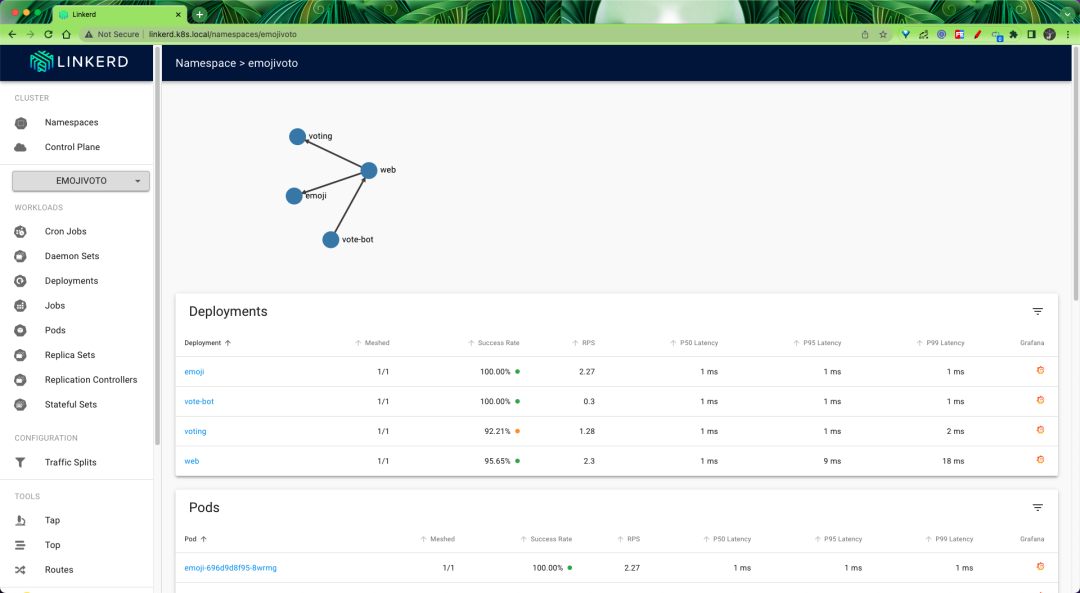 Linkerd
Not Secure linkerd.k8s.local/namespaces/emojivoto
LINKERD
Namespace > emojivoto
CLUSTER
Namespaces
Control Plane
EMOJIVOTO
WORKLOADS
Cron Jobs
Daemon Sets
Deployments
Jobs
Pods
Replica Sets
Replication Controllers
Stateful Sets
CONFIGURATION
Traffic Splits
TOOLS
Tap
Top
Routes
voting
web
emoji
vote-bot
Deployments
Deployment Meshed Success Rate RPS P50 Latency P95 Latency P99 Latency Grafana
emoji 1/1 100.00% 2.27 1 ms 1 ms 1 ms
vote-bot 1/1 100.00% 0.3 1 ms 1 ms 1 ms
voting 1/1 92.21% 1.28 1 ms 1 ms 2 ms
web 1/1 95.65% 2.3 1 ms 9 ms 18 ms
Pods
Pod Meshed Success Rate RPS P50 Latency P95 Latency P99 Latency Grafana
emoji-696d9d8f95-8wrmg 1/1 100.00% 2.27 1 ms 1 ms 1 ms